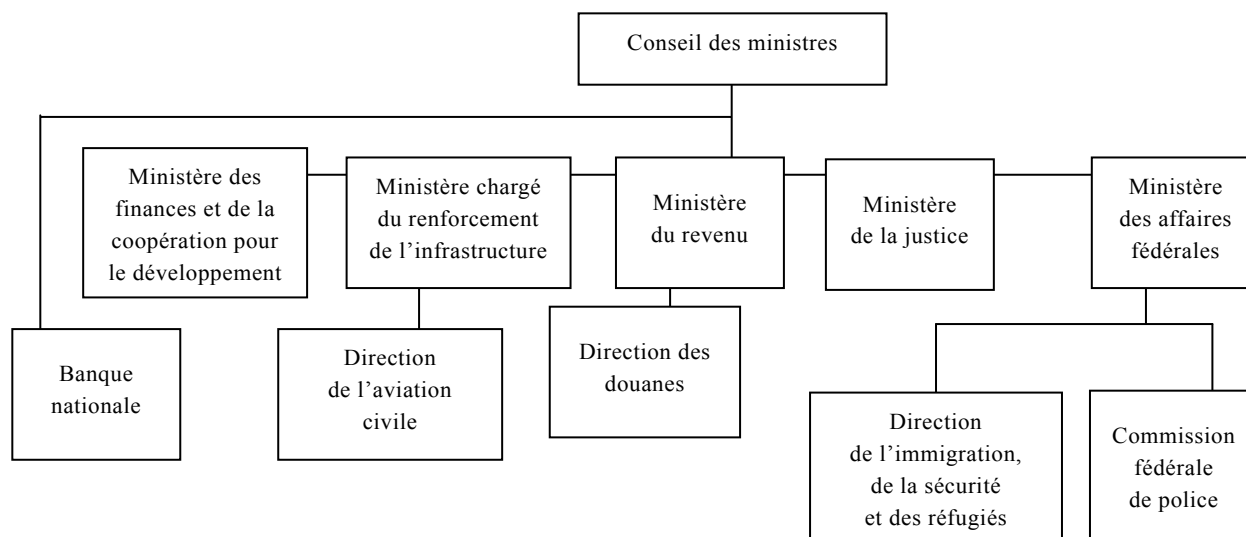 Conseil des ministres
Ministère des
finances et de la
coopération pour
le développement
Ministère chargé
du renforcement
de l’infrastructure
Ministère
du revenu
Ministère
de la justice
Ministère
des affaires
fédérales
Banque
nationale
Direction
de l’aviation
civile
Direction des
douanes
Direction
de l’immigration,
de la sécurité
et des réfugiés
Commission
fédérale
de police